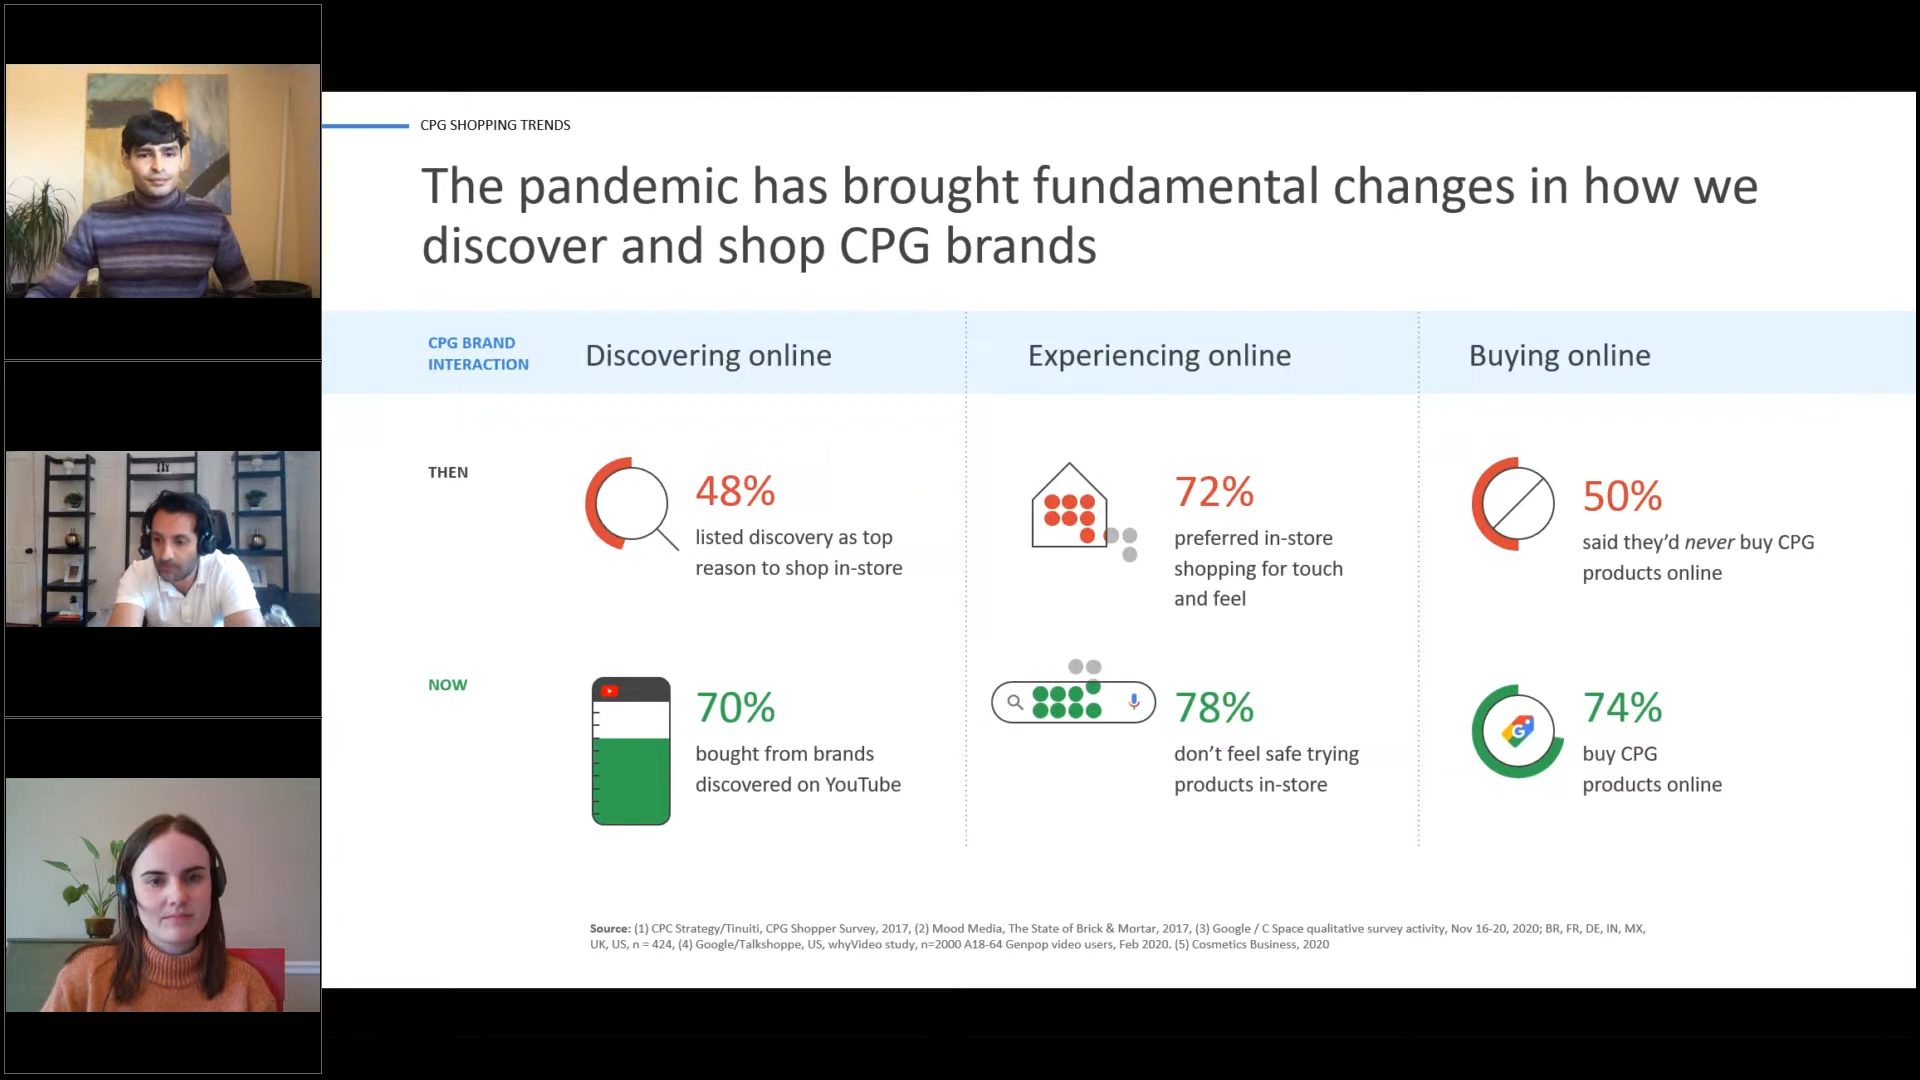 CPG SHOPPING TRENDS
The pandemic has brought fundamental changes in how we
discover and shop CPG brands
CPG BRAND
INTERACTION
Discovering online
Experiencing online
Buying online
THEN
48%
listed discovery as top
reason to shop in-store
72%
preferred in-store
shopping for touch
and feel
50%
said they’d never buy CPG
products online
NOW
70%
bought from brands
discovered on YouTube
78%
don’t feel safe trying
products in-store
G
74%
buy CPG
products online
Source: (1) CPC Strategy/Tinuiti, CPG Shopper Survey, 2017, (2) Mood Media, The State of Brick & Mortar, 2017, (3) Google / C Space qualitative survey activity, Nov 16-20, 2020; BR, FR, DE, IN, MX,
UK, US, n = 424, (4) Google/Talkshoppe, US, whyVideo study, n=2000 A18-64 Genpop video users, Feb 2020. (5) Cosmetics Business, 2020